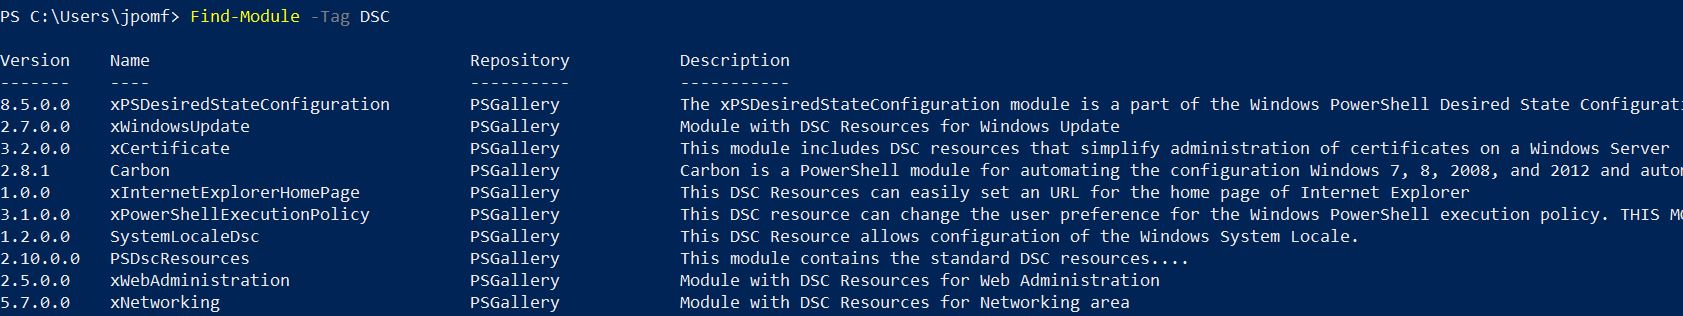 PS C:\Users\jpomf> Find-Module -Tag DSC
Version Name Repository Description
------- ---- ---------- -----------
8.5.0.0 xPSDesiredStateConfiguration PSGallery The xPSDesiredStateConfiguration module is a part of the Windows PowerShell Desired State Configurati
2.7.0.0 xWindowsUpdate PSGallery Module with DSC Resources for Windows Update
3.2.0.0 xCertificate PSGallery This module includes DSC resources that simplify administration of certificates on a Windows Server
2.8.1 Carbon PSGallery Carbon is a PowerShell module for automating the configuration Windows 7, 8, 2008, and 2012 and auto
1.0.0 xInternetExplorerHomePage PSGallery This DSC Resources can easily set an URL for the home page of Internet Explorer
3.1.0.0 xPowerShellExecutionPolicy PSGallery This DSC resource can change the user preference for the Windows PowerShell execution policy. THIS MO
1.2.0.0 SystemLocaleDsc PSGallery This DSC Resource allows configuration of the Windows System Locale.
2.10.0.0 PSDscResources PSGallery This module contains the standard DSC resources....
2.5.0.0 xWebAdministration PSGallery Module with DSC Resources for Web Administration
5.7.0.0 xNetworking PSGallery Module with DSC Resources for Networking area